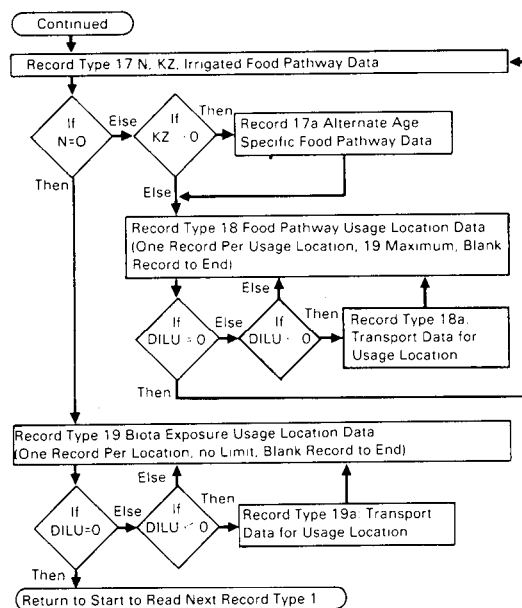 Continued
Record Type 17 N, KZ, Irrigated Food Pathway Data
If
N=0
Else
If
KZ · 0
Then
Record 17a Alternate Age
Specific Food Pathway Data
Then
Else
Record Type 18 Food Pathway Usage Location Data
(One Record Per Usage Location, 19 Maximum, Blank
Record to End)
Else
If
DILU = 0
Else
If
DILU · 0
Then
Record Type 18a.
Transport Data for
Usage Location
Then
Record Type 19 Biota Exposure Usage Location Data
(One Record Per Location, no Limit, Blank Record to End)
Else
If
DILU=0
Else
If
DILU < 0
Then
Record Type 19a: Transport
Data for Usage Location
Then
Return to Start to Read Next Record Type 1